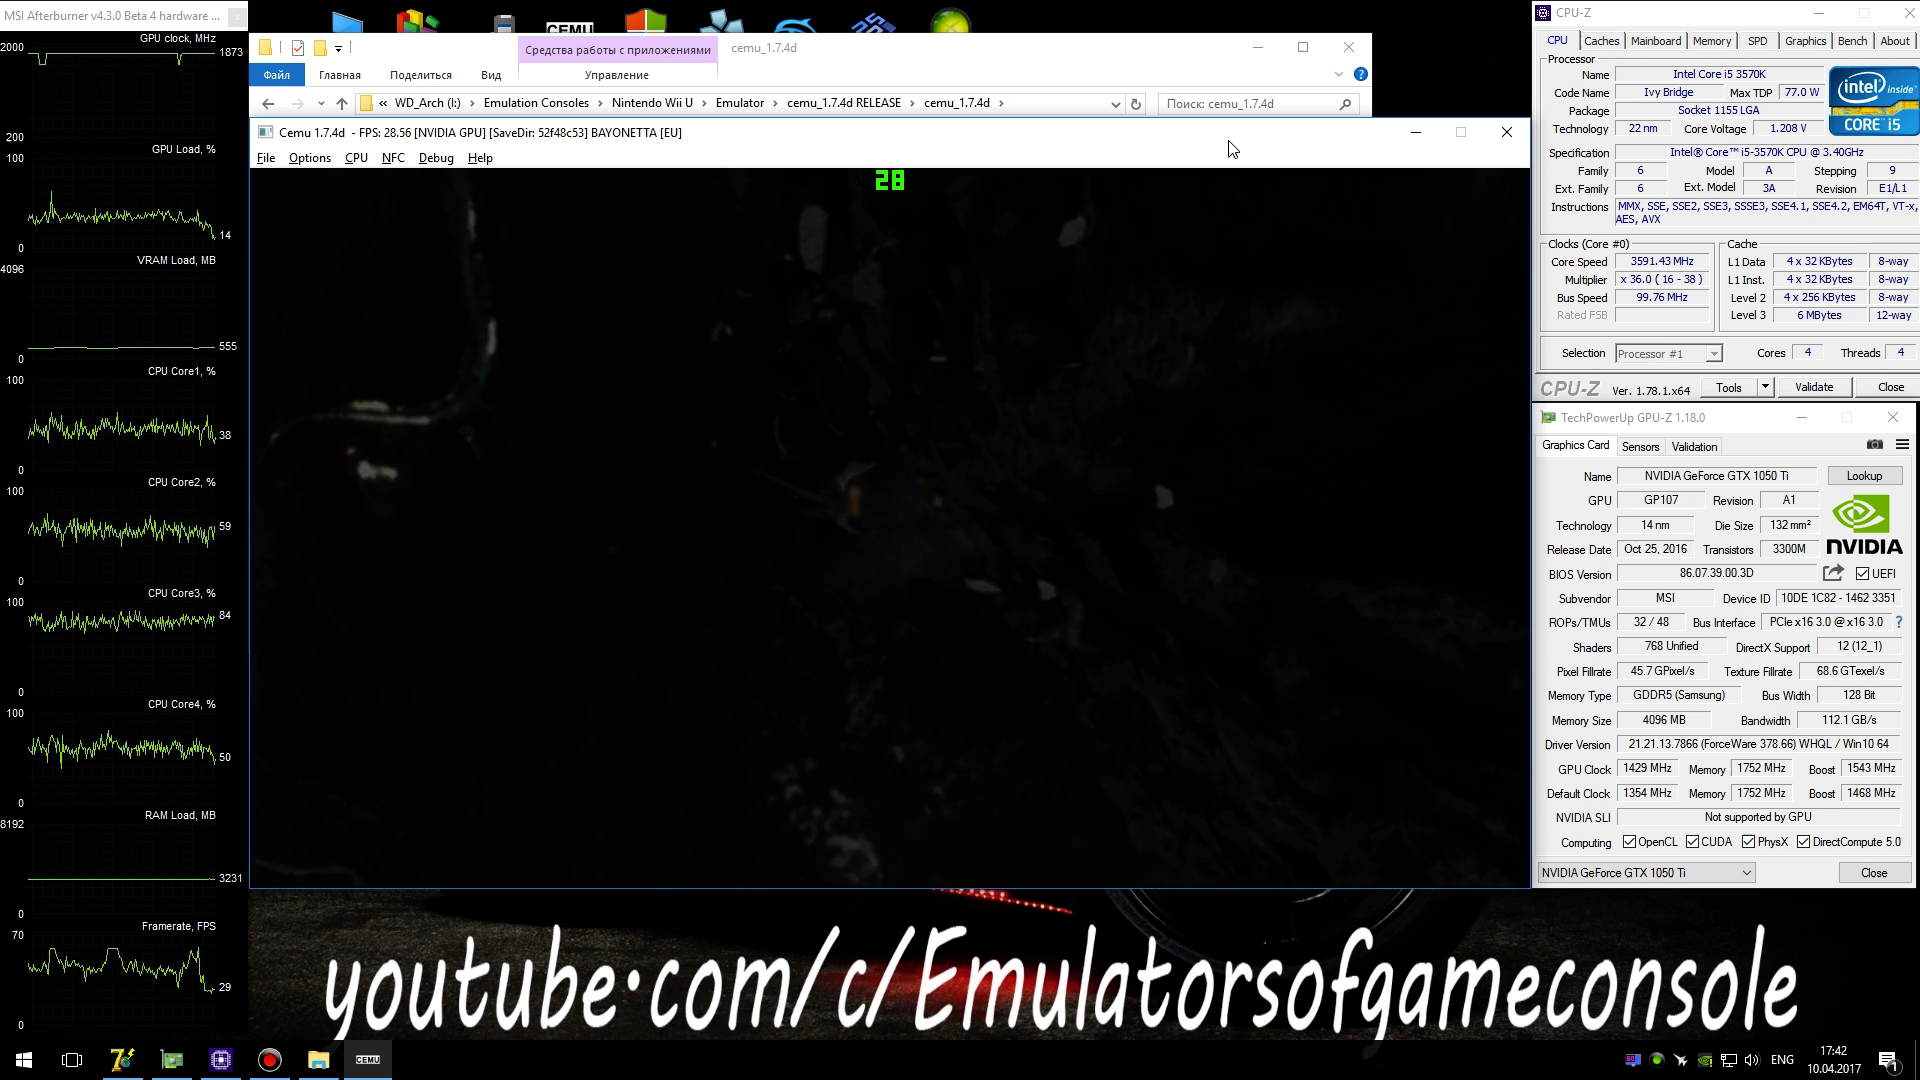 MSI Afterburner v4.3.0 Beta 4 hardware ...
GPU clock, MHz
2000
1873
200
GPU Load, %
100
14
0
VRAM Load, MB
4096
555
0
CPU Core1, %
100
38
0
CPU Core2, %
100
59
0
CPU Core3, %
100
84
0
CPU Core4, %
100
50
0
RAM Load, MB
8192
3231
0
Framerate, FPS
70
29
0
CEMU
Средства работы с приложениями
cemu_1.7.4d
Файл
Главная
Поделиться
Вид
Управление
« WD_Arch (I:) > Emulation Consoles > Nintendo Wii U > Emulator > cemu_1.7.4d RELEASE > cemu_1.7.4d >
Поиск: cemu_1.7.4d
Cemu 1.7.4d - FPS: 28.56 [NVIDIA GPU] [SaveDir: 52f48c53] BAYONETTA [EU]
File Options CPU NFC Debug Help
28
CPU-Z
CPU Caches Mainboard Memory SPD Graphics Bench About
Processor
Name Intel Core i5 3570K
Code Name Ivy Bridge Max TDP 77.0 W
Package Socket 1155 LGA
Technology 22 nm Core Voltage 1.208 V
intel inside™
CORE i5
Specification Intel® Core™ i5-3570K CPU @ 3.40GHz
Family 6 Model A Stepping 9
Ext. Family 6 Ext. Model 3A Revision E1/L1
Instructions MMX, SSE, SSE2, SSE3, SSSE3, SSE4.1, SSE4.2, EM64T, VT-x,
AES, AVX
Clocks (Core #0)
Core Speed 3591.43 MHz
Multiplier x 36.0 ( 16 - 38 )
Bus Speed 99.76 MHz
Rated FSB
Cache
L1 Data 4 x 32 KBytes 8-way
L1 Inst. 4 x 32 KBytes 8-way
Level 2 4 x 256 KBytes 8-way
Level 3 6 MBytes 12-way
Selection Processor #1 Cores 4 Threads 4
CPU-Z Ver. 1.78.1.x64 Tools Validate Close
TechPowerUp GPU-Z 1.18.0
Graphics Card Sensors Validation
Name NVIDIA GeForce GTX 1050 Ti Lookup
GPU GP107 Revision A1
Technology 14 nm Die Size 132 mm²
Release Date Oct 25, 2016 Transistors 3300M
NVIDIA
BIOS Version 86.07.39.00.3D UEFI
Subvendor MSI Device ID 10DE 1C82 - 1462 3351
ROPs/TMUs 32 / 48 Bus Interface PCIe x16 3.0 @ x16 3.0 ?
Shaders 768 Unified DirectX Support 12 (12_1)
Pixel Fillrate 45.7 GPixel/s Texture Fillrate 68.6 GTexel/s
Memory Type GDDR5 (Samsung) Bus Width 128 Bit
Memory Size 4096 MB Bandwidth 112.1 GB/s
Driver Version 21.21.13.7866 (ForceWare 378.66) WHQL / Win10 64
GPU Clock 1429 MHz Memory 1752 MHz Boost 1543 MHz
Default Clock 1354 MHz Memory 1752 MHz Boost 1468 MHz
NVIDIA SLI Not supported by GPU
Computing OpenCL CUDA PhysX DirectCompute 5.0
NVIDIA GeForce GTX 1050 Ti Close
youtube.com/c/Emulatorsofgameconsole
CEMU
ENG
17:42
10.04.2017
1